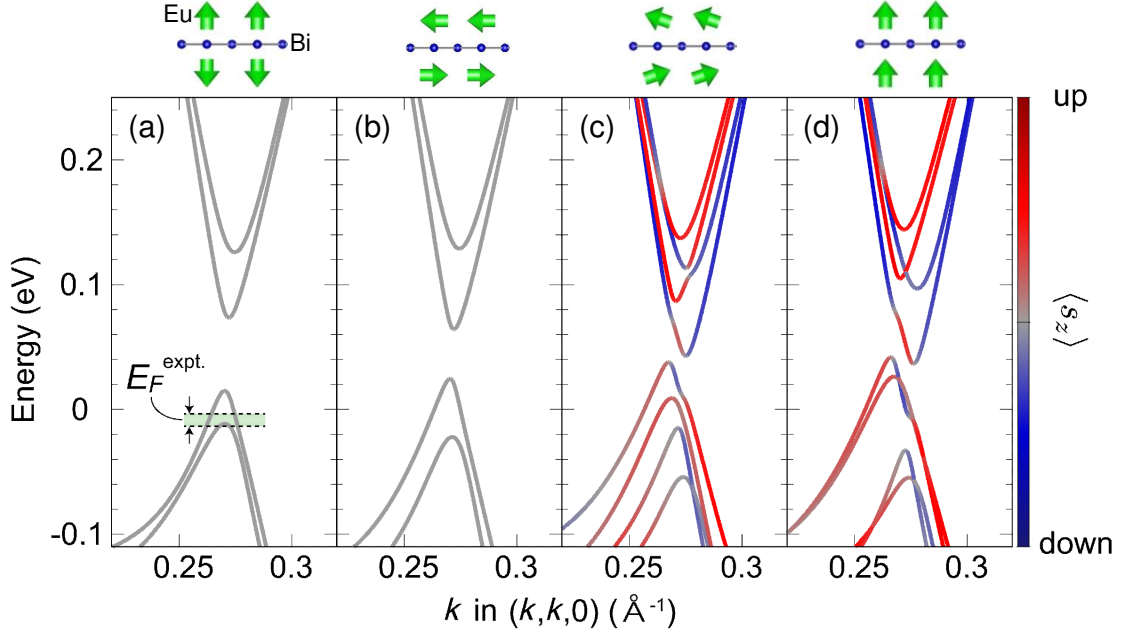 Eu
Bi
(a)
(b)
(c)
(d)
up
0.2
0.1
0
-0.1
Energy (eV)
E_F^expt.
⟨s_z⟩
down
0.25 0.3 0.25 0.3 0.25 0.3 0.25 0.3
k in (k,k,0) (Å⁻¹)